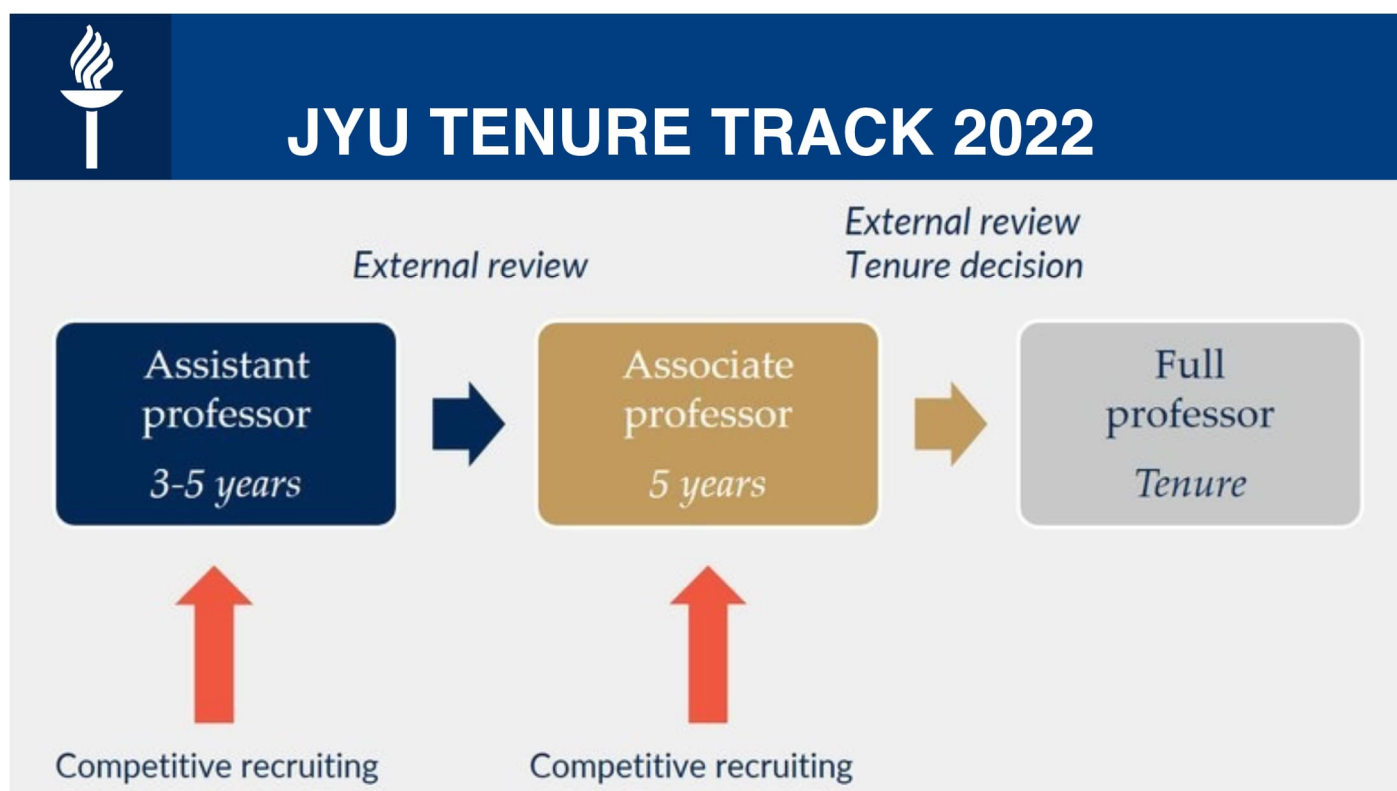 JYU TENURE TRACK 2022
External review
External review
Tenure decision
Assistant
professor
3-5 years
Associate
professor
5 years
Full
professor
Tenure
Competitive recruiting
Competitive recruiting